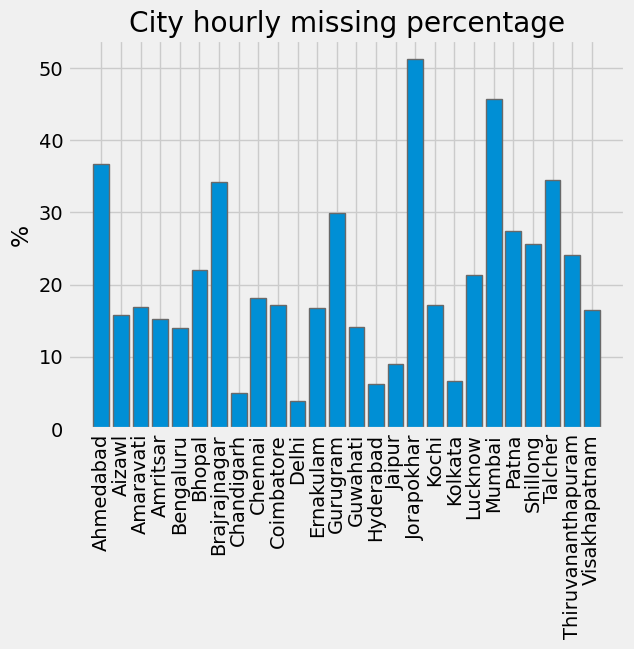 City hourly missing percentage
%
50
40
30
20
10
0
Ahmedabad
Aizawl
Amaravati
Amritsar
Bengaluru
Bhopal
Brajrajnagar
Chandigarh
Chennai
Coimbatore
Delhi
Ernakulam
Gurugram
Guwahati
Hyderabad
Jaipur
Jorapokhar
Kochi
Kolkata
Lucknow
Mumbai
Patna
Shillong
Talcher
Thiruvananthapuram
Visakhapatnam